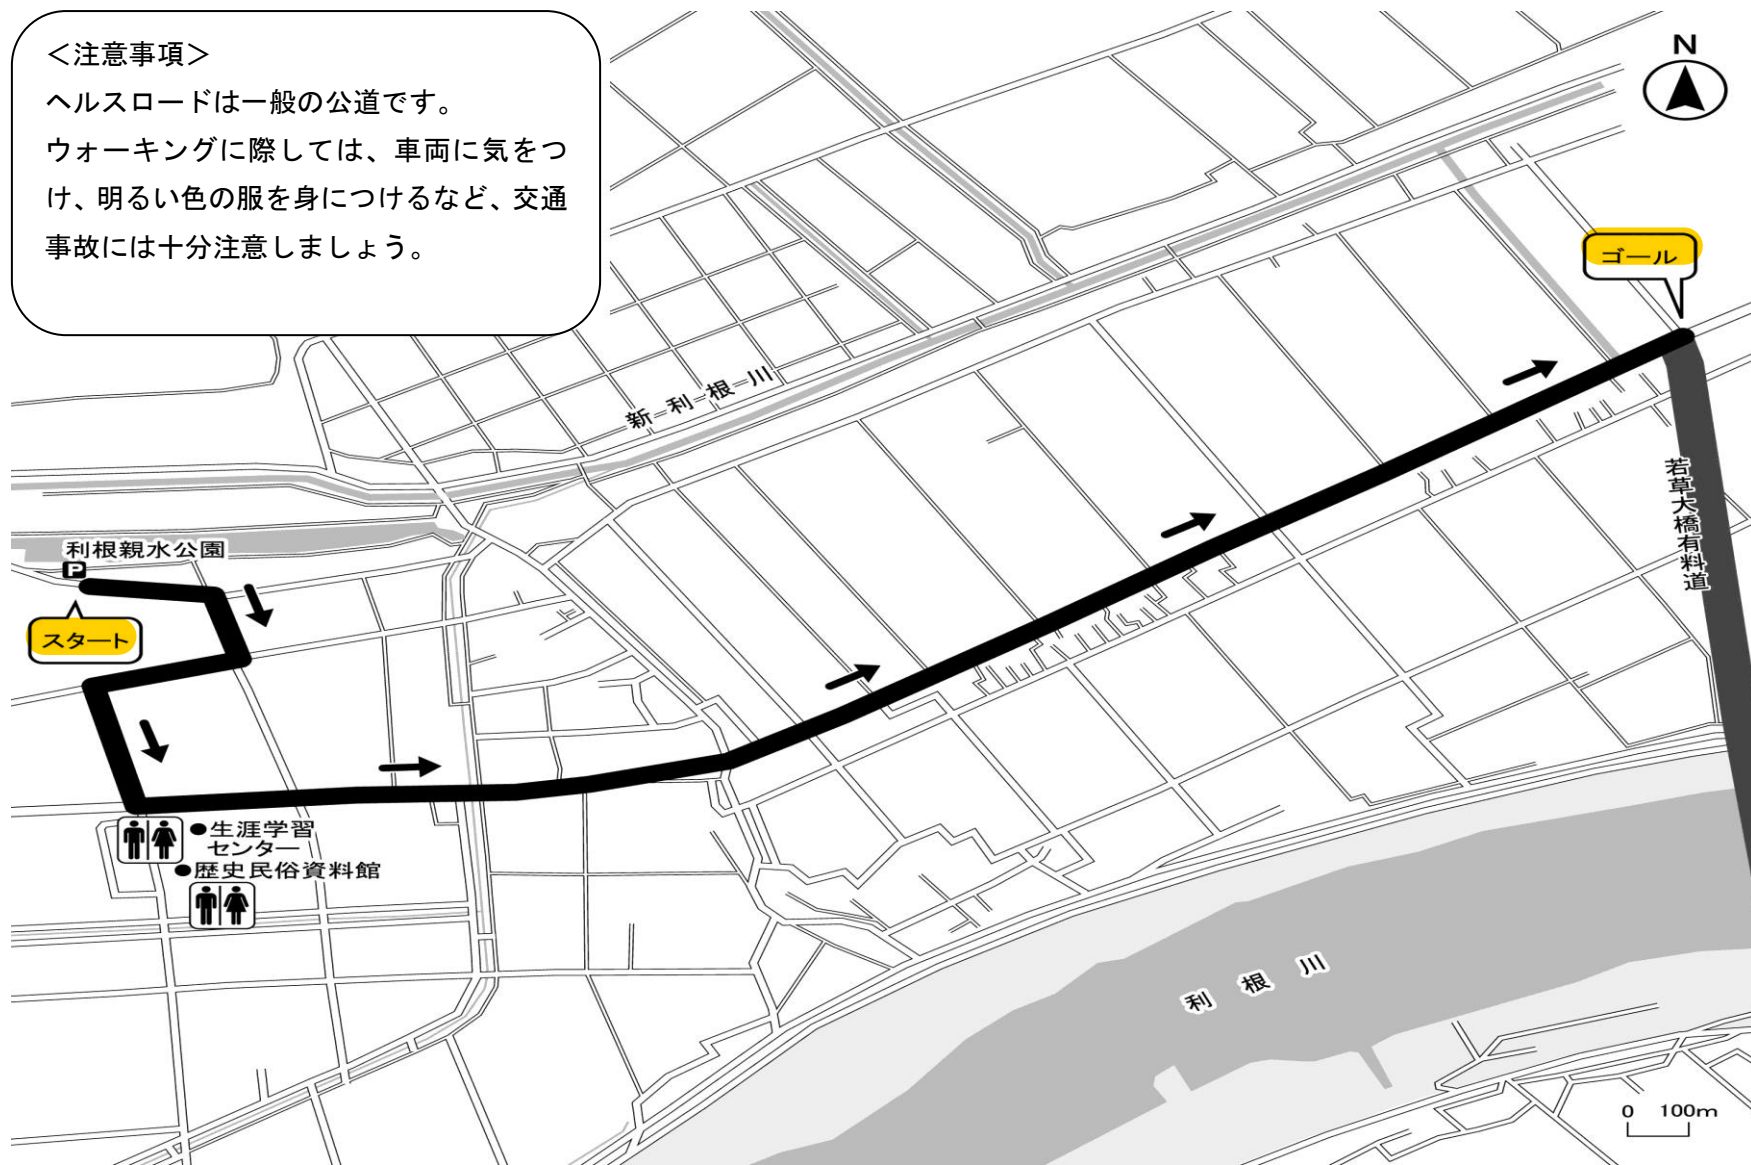 ＜注意事項＞
ヘルスロードは一般の公道です。
ウォーキングに際しては、車両に気をつ
け、明るい色の服を身につけるなど、交通
事故には十分注意しましょう。
N
ゴール
新利根川
若草大橋有料道
利根親水公園
P
スタート
●生涯学習
センター
●歴史民俗資料館
利根川
0 100m